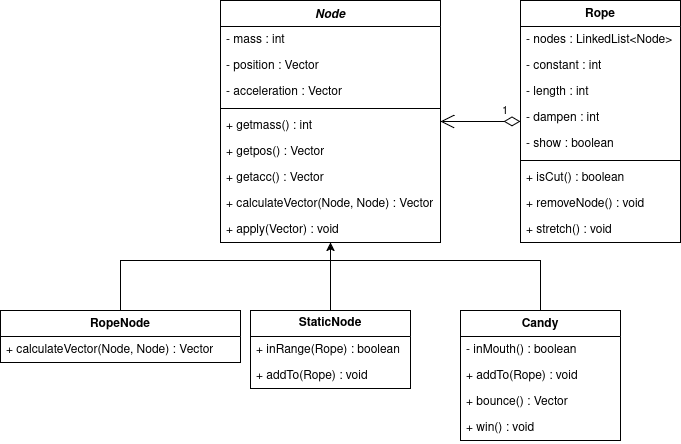 Node
- mass : int
- position : Vector
- acceleration : Vector
+ getmass() : int
+ getpos() : Vector
+ getacc() : Vector
+ calculateVector(Node, Node) : Vector
+ apply(Vector) : void
1
Rope
- nodes : LinkedList<Node>
- constant : int
- length : int
- dampen : int
- show : boolean
+ isCut() : boolean
+ removeNode() : void
+ stretch() : void
RopeNode
+ calculateVector(Node, Node) : Vector
StaticNode
+ inRange(Rope) : boolean
+ addTo(Rope) : void
Candy
- inMouth() : boolean
+ addTo(Rope) : void
+ bounce() : Vector
+ win() : void